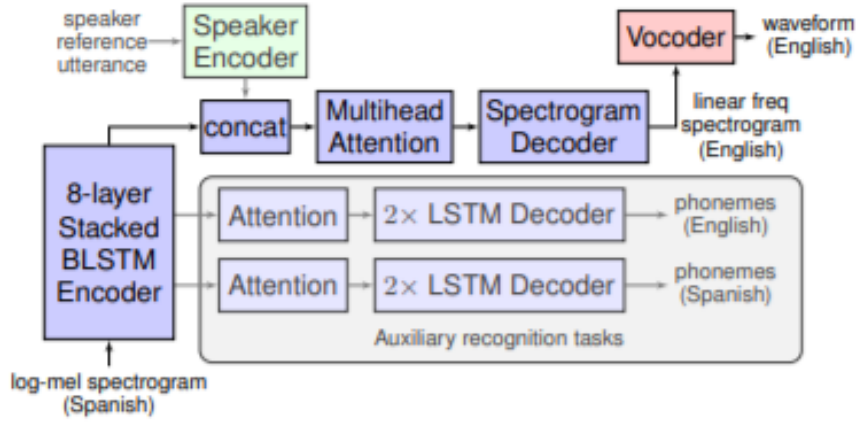 speaker
reference
utterance
Speaker
Encoder
Vocoder
waveform
(English)
concat
Multihead
Attention
Spectrogram
Decoder
linear freq
spectrogram
(English)
8-layer
Stacked
BLSTM
Encoder
Attention
2× LSTM Decoder
phonemes
(English)
Attention
2× LSTM Decoder
phonemes
(Spanish)
Auxiliary recognition tasks
log-mel spectrogram
(Spanish)